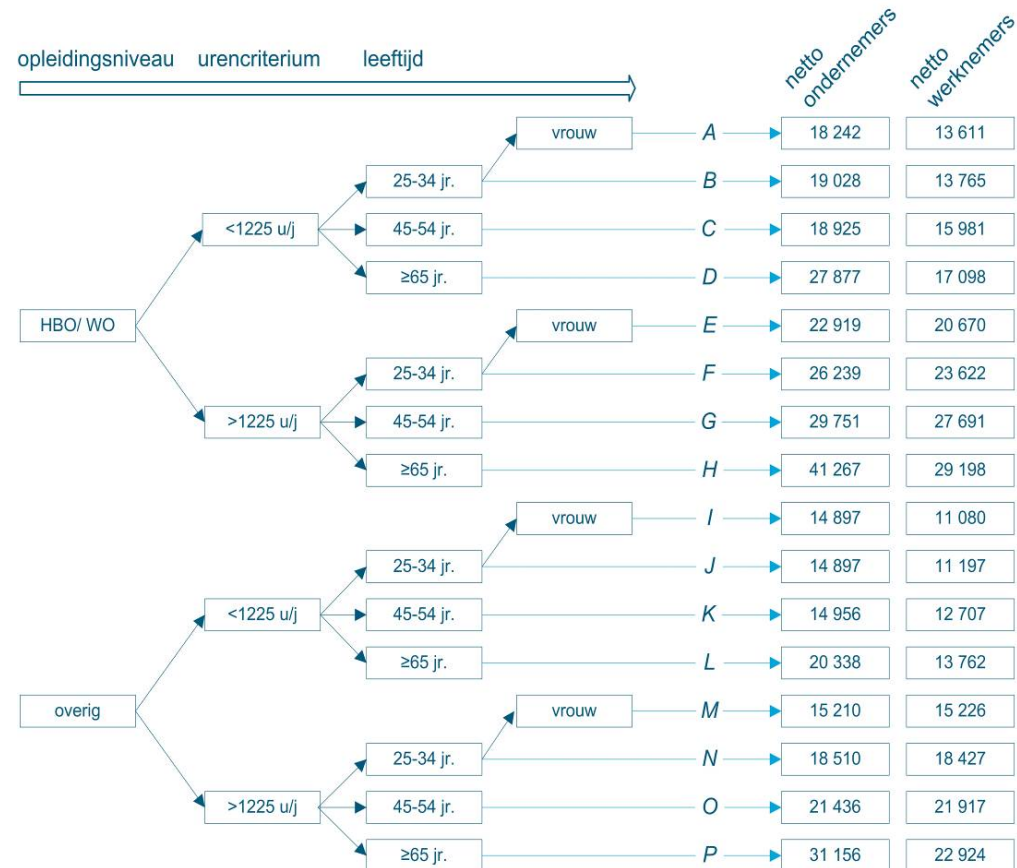 opleidingsniveau urencriterium leeftijd
netto ondernemers
netto werknemers
vrouw A 18 242 13 611
25-34 jr. B 19 028 13 765
<1225 u/j 45-54 jr. C 18 925 15 981
≥65 jr. D 27 877 17 098
HBO/ WO vrouw E 22 919 20 670
25-34 jr. F 26 239 23 622
>1225 u/j 45-54 jr. G 29 751 27 691
≥65 jr. H 41 267 29 198
vrouw I 14 897 11 080
25-34 jr. J 14 897 11 197
<1225 u/j 45-54 jr. K 14 956 12 707
≥65 jr. L 20 338 13 762
overig vrouw M 15 210 15 226
25-34 jr. N 18 510 18 427
>1225 u/j 45-54 jr. O 21 436 21 917
≥65 jr. P 31 156 22 924